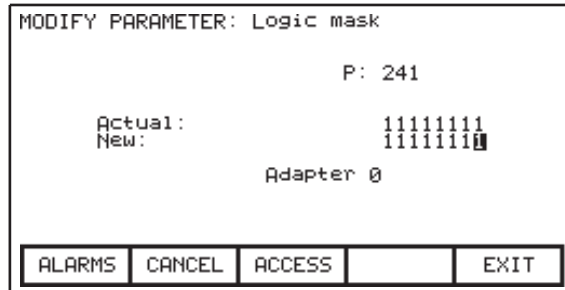 MODIFY PARAMETER: Logic mask
P: 241
Actual: 11111111
New: 11111111
Adapter 0
ALARMS CANCEL ACCESS EXIT